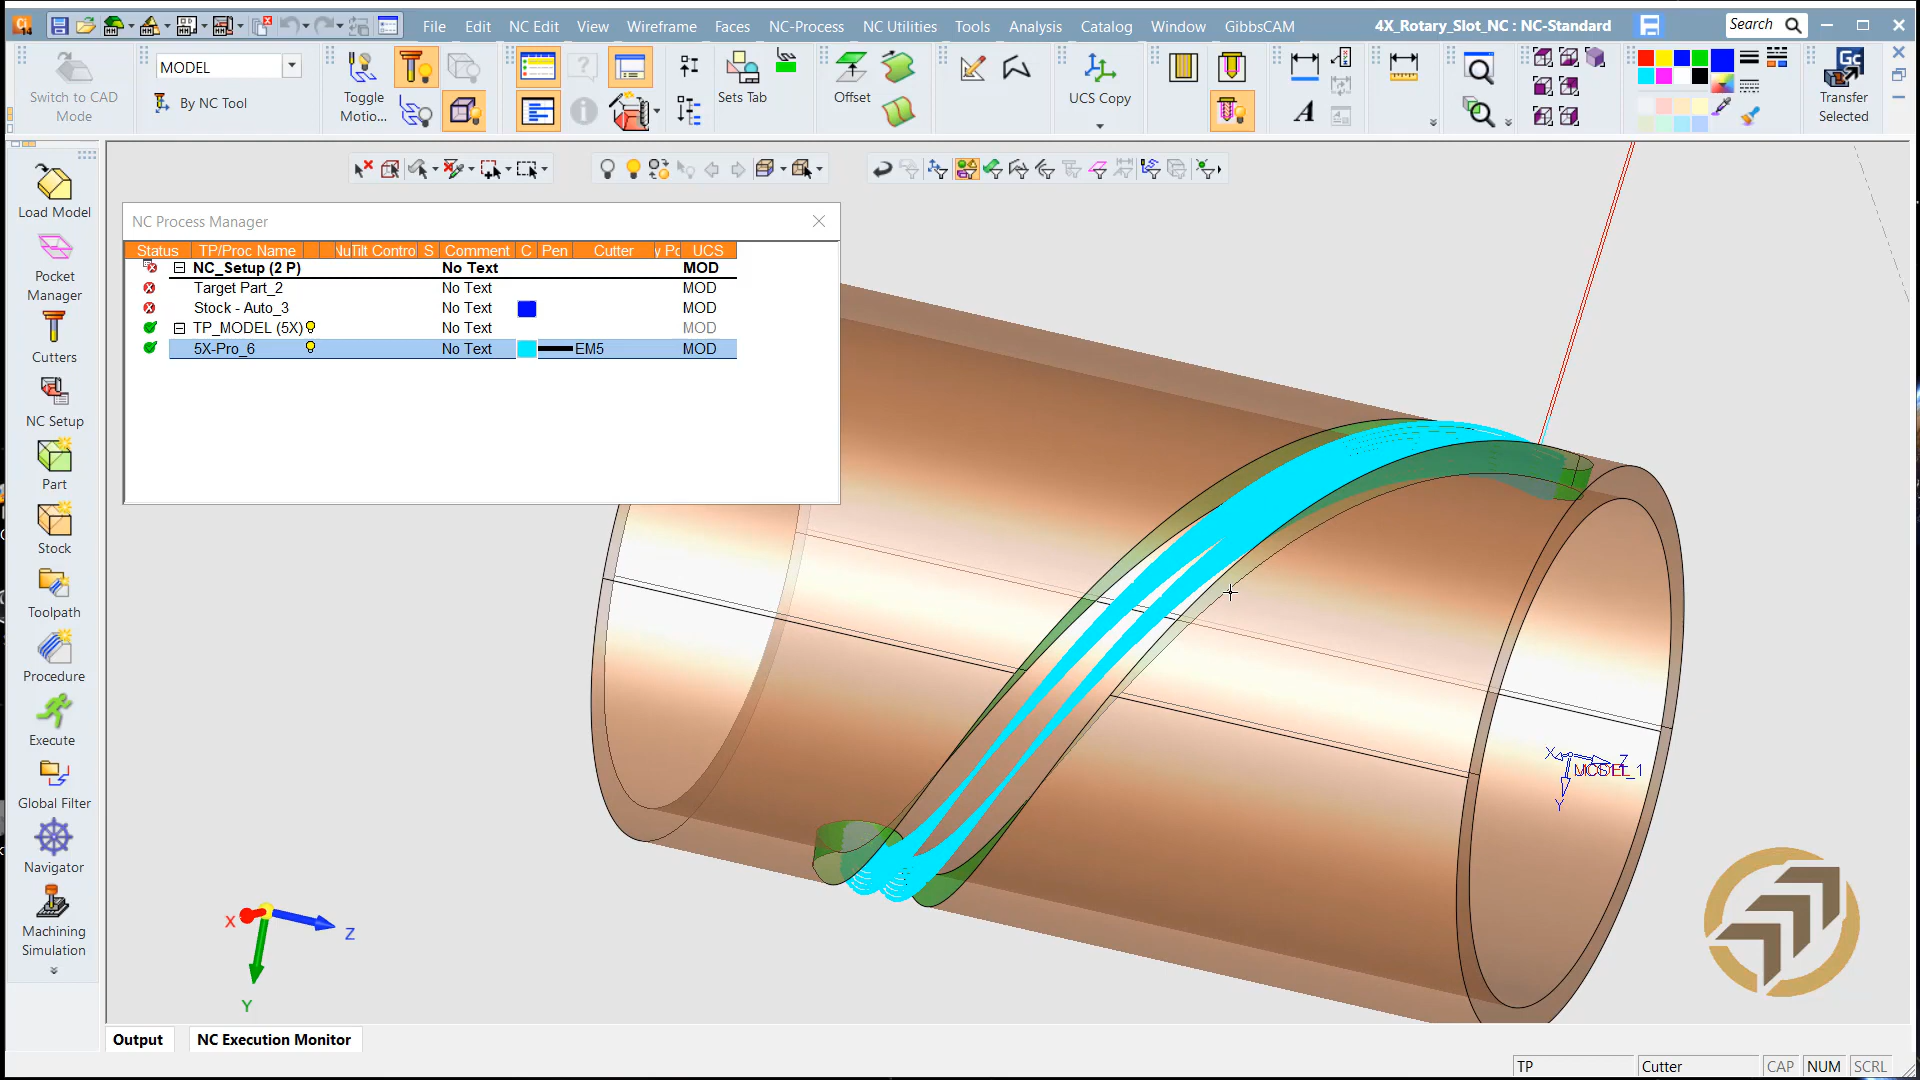 File Edit NC Edit View Wireframe Faces NC-Process NC Utilities Tools Analysis Catalog Window GibbsCAM 4X_Rotary_Slot_NC : NC-Standard Search
Switch to CAD Mode
MODEL
By NC Tool
Toggle Motio...
Sets Tab
Offset
UCS Copy
Transfer Selected
Load Model
Pocket Manager
Cutters
NC Setup
Part
Stock
Toolpath
Procedure
Execute
Global Filter
Navigator
Machining Simulation
NC Process Manager
Status TP/Proc Name Tilt Contro S Comment C Pen Cutter UCS
NC_Setup (2 P) No Text MOD
Target Part_2 No Text MOD
Stock - Auto_3 No Text MOD
TP_MODEL (5X) No Text MOD
5X-Pro_6 No Text EM5 MOD
X Z
Y
X Z
Y
Output NC Execution Monitor
TP Cutter CAP NUM SCRL